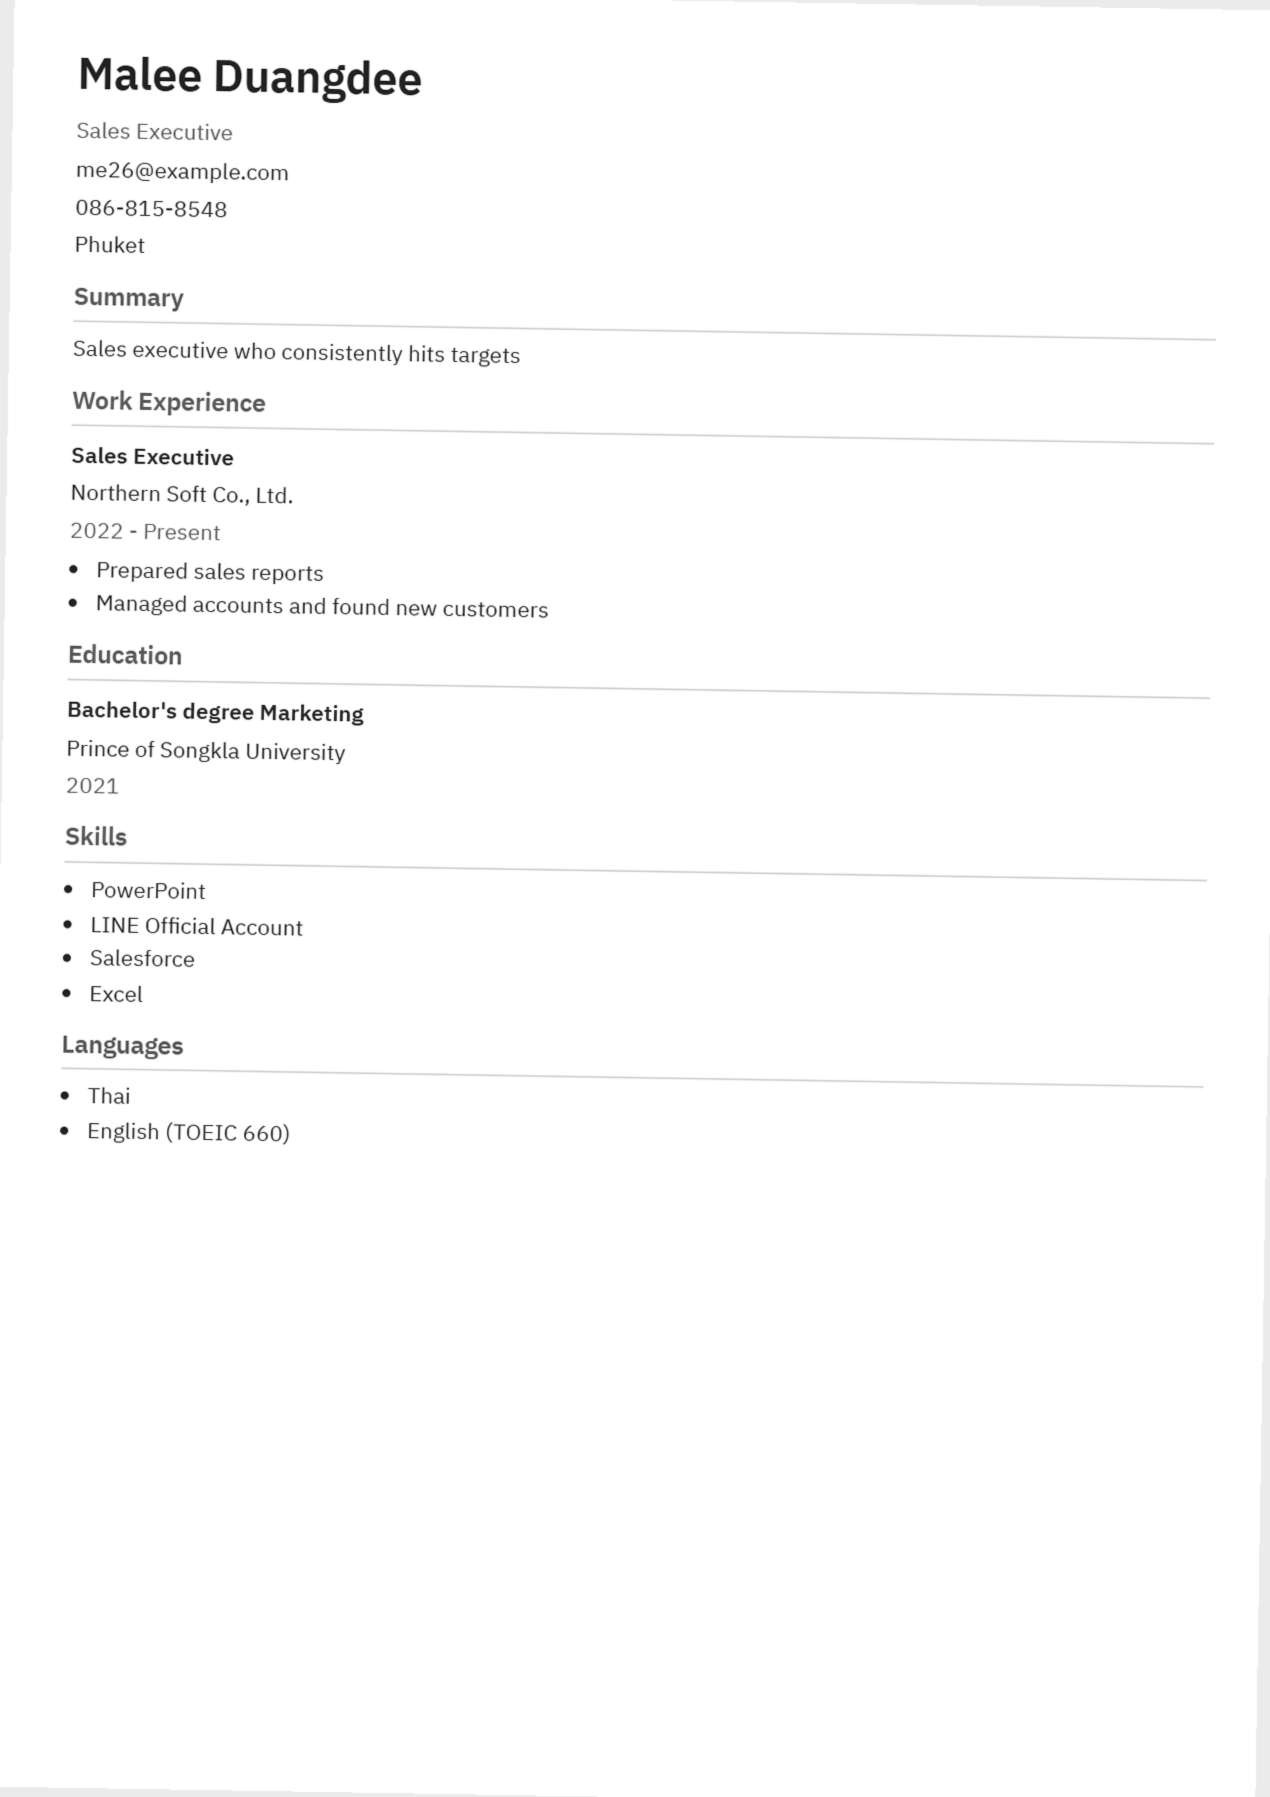 Malee Duangdee
Sales Executive
me26@example.com
086-815-8548
Phuket
Summary
Sales executive who consistently hits targets
Work Experience
Sales Executive
Northern Soft Co., Ltd.
2022 - Present
• Prepared sales reports
• Managed accounts and found new customers
Education
Bachelor's degree Marketing
Prince of Songkla University
2021
Skills
• PowerPoint
• LINE Official Account
• Salesforce
• Excel
Languages
• Thai
• English (TOEIC 660)